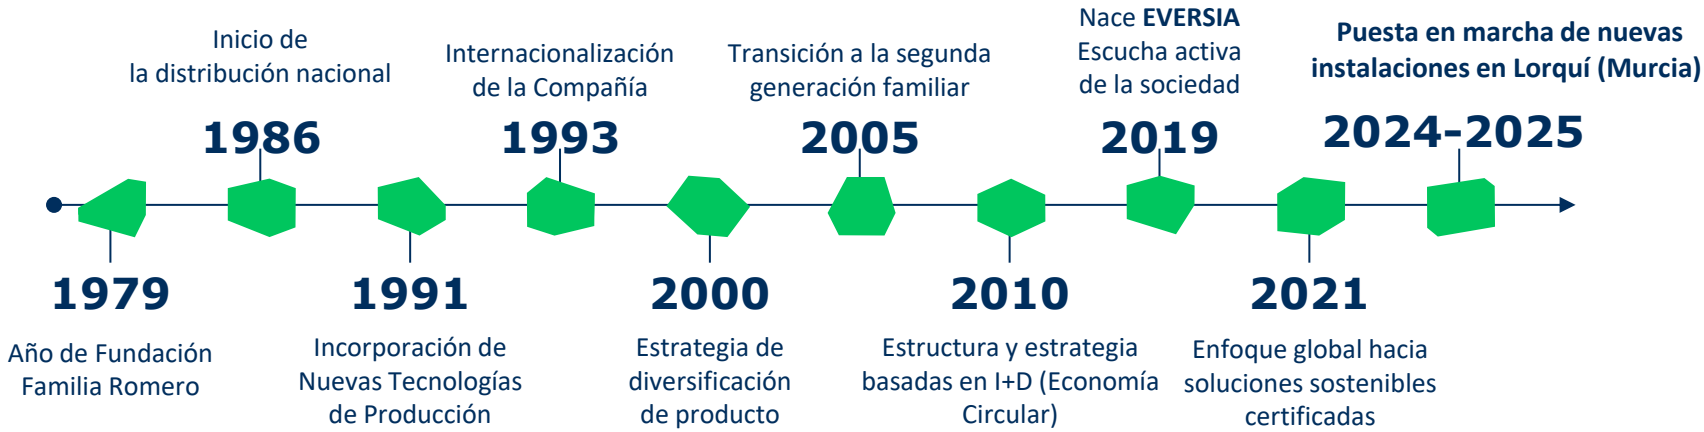 Inicio de
la distribución nacional
1986
Internacionalización
de la Compañía
1993
Transición a la segunda
generación familiar
2005
Nace EVERSIA
Escucha activa
de la sociedad
2019
Puesta en marcha de nuevas
instalaciones en Lorquí (Murcia)
2024-2025
1979
Año de Fundación
Familia Romero
1991
Incorporación de
Nuevas Tecnologías
de Producción
2000
Estrategia de
diversificación
de producto
2010
Estructura y estrategia
basadas en I+D (Economía
Circular)
2021
Enfoque global hacia
soluciones sostenibles
certificadas